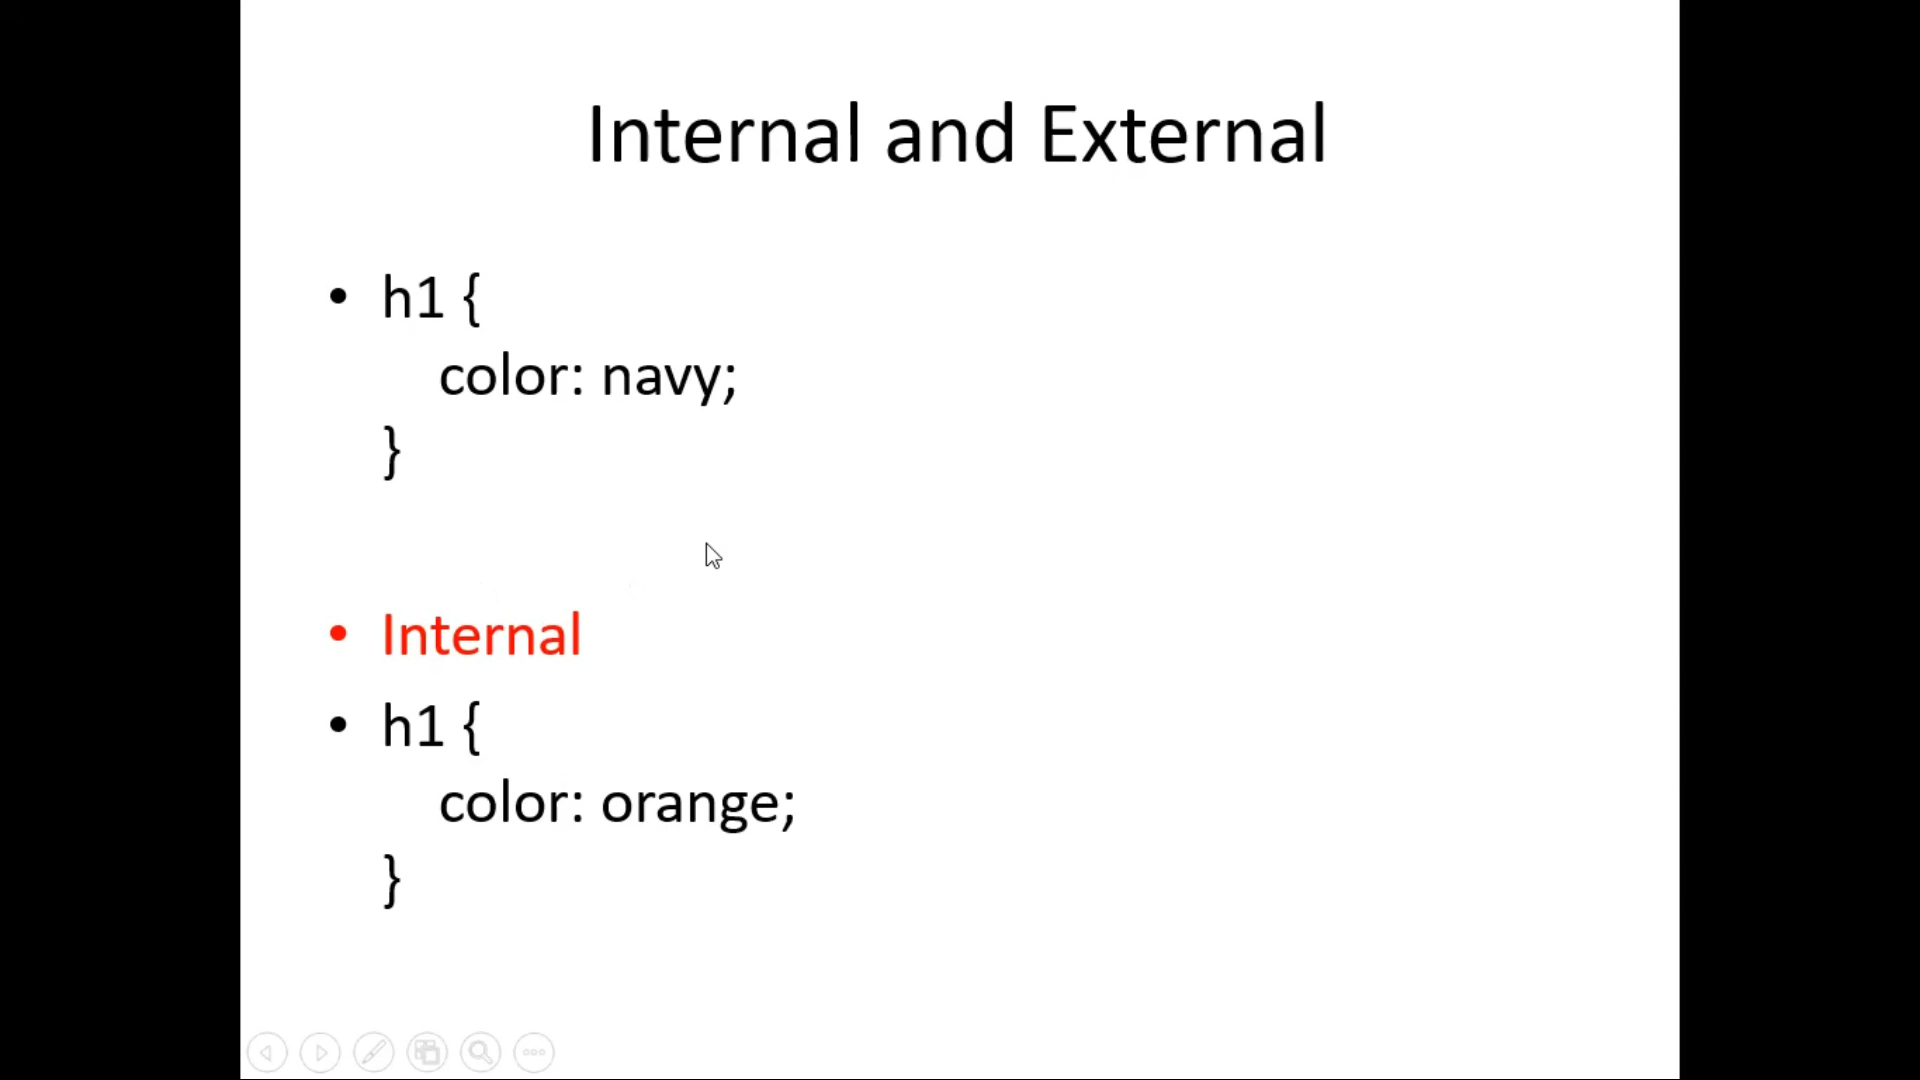 Internal and External
• h1 {
color: navy;
}
• Internal
• h1 {
color: orange;
}